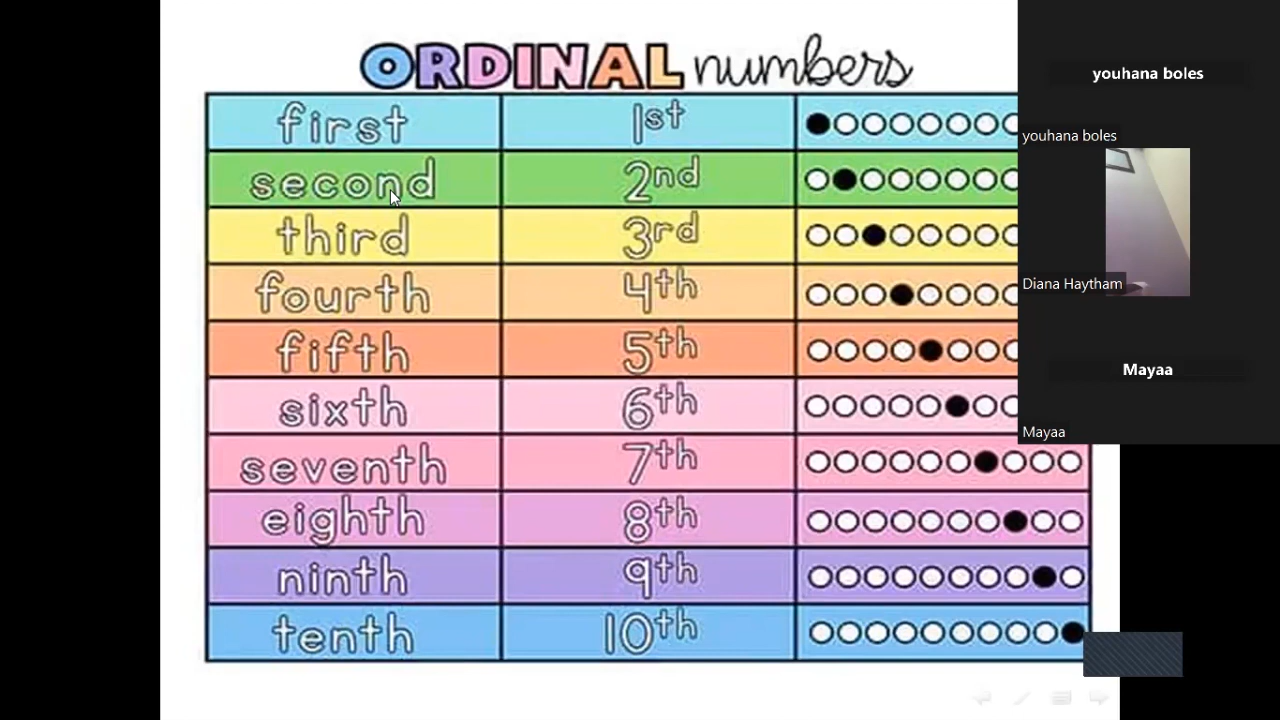 ORDINAL numbers
first 1st
second 2nd
third 3rd
fourth 4th
fifth 5th
sixth 6th
seventh 7th
eighth 8th
ninth 9th
tenth 10th
youhana boles
youhana boles
Diana Haytham
Mayaa
Mayaa